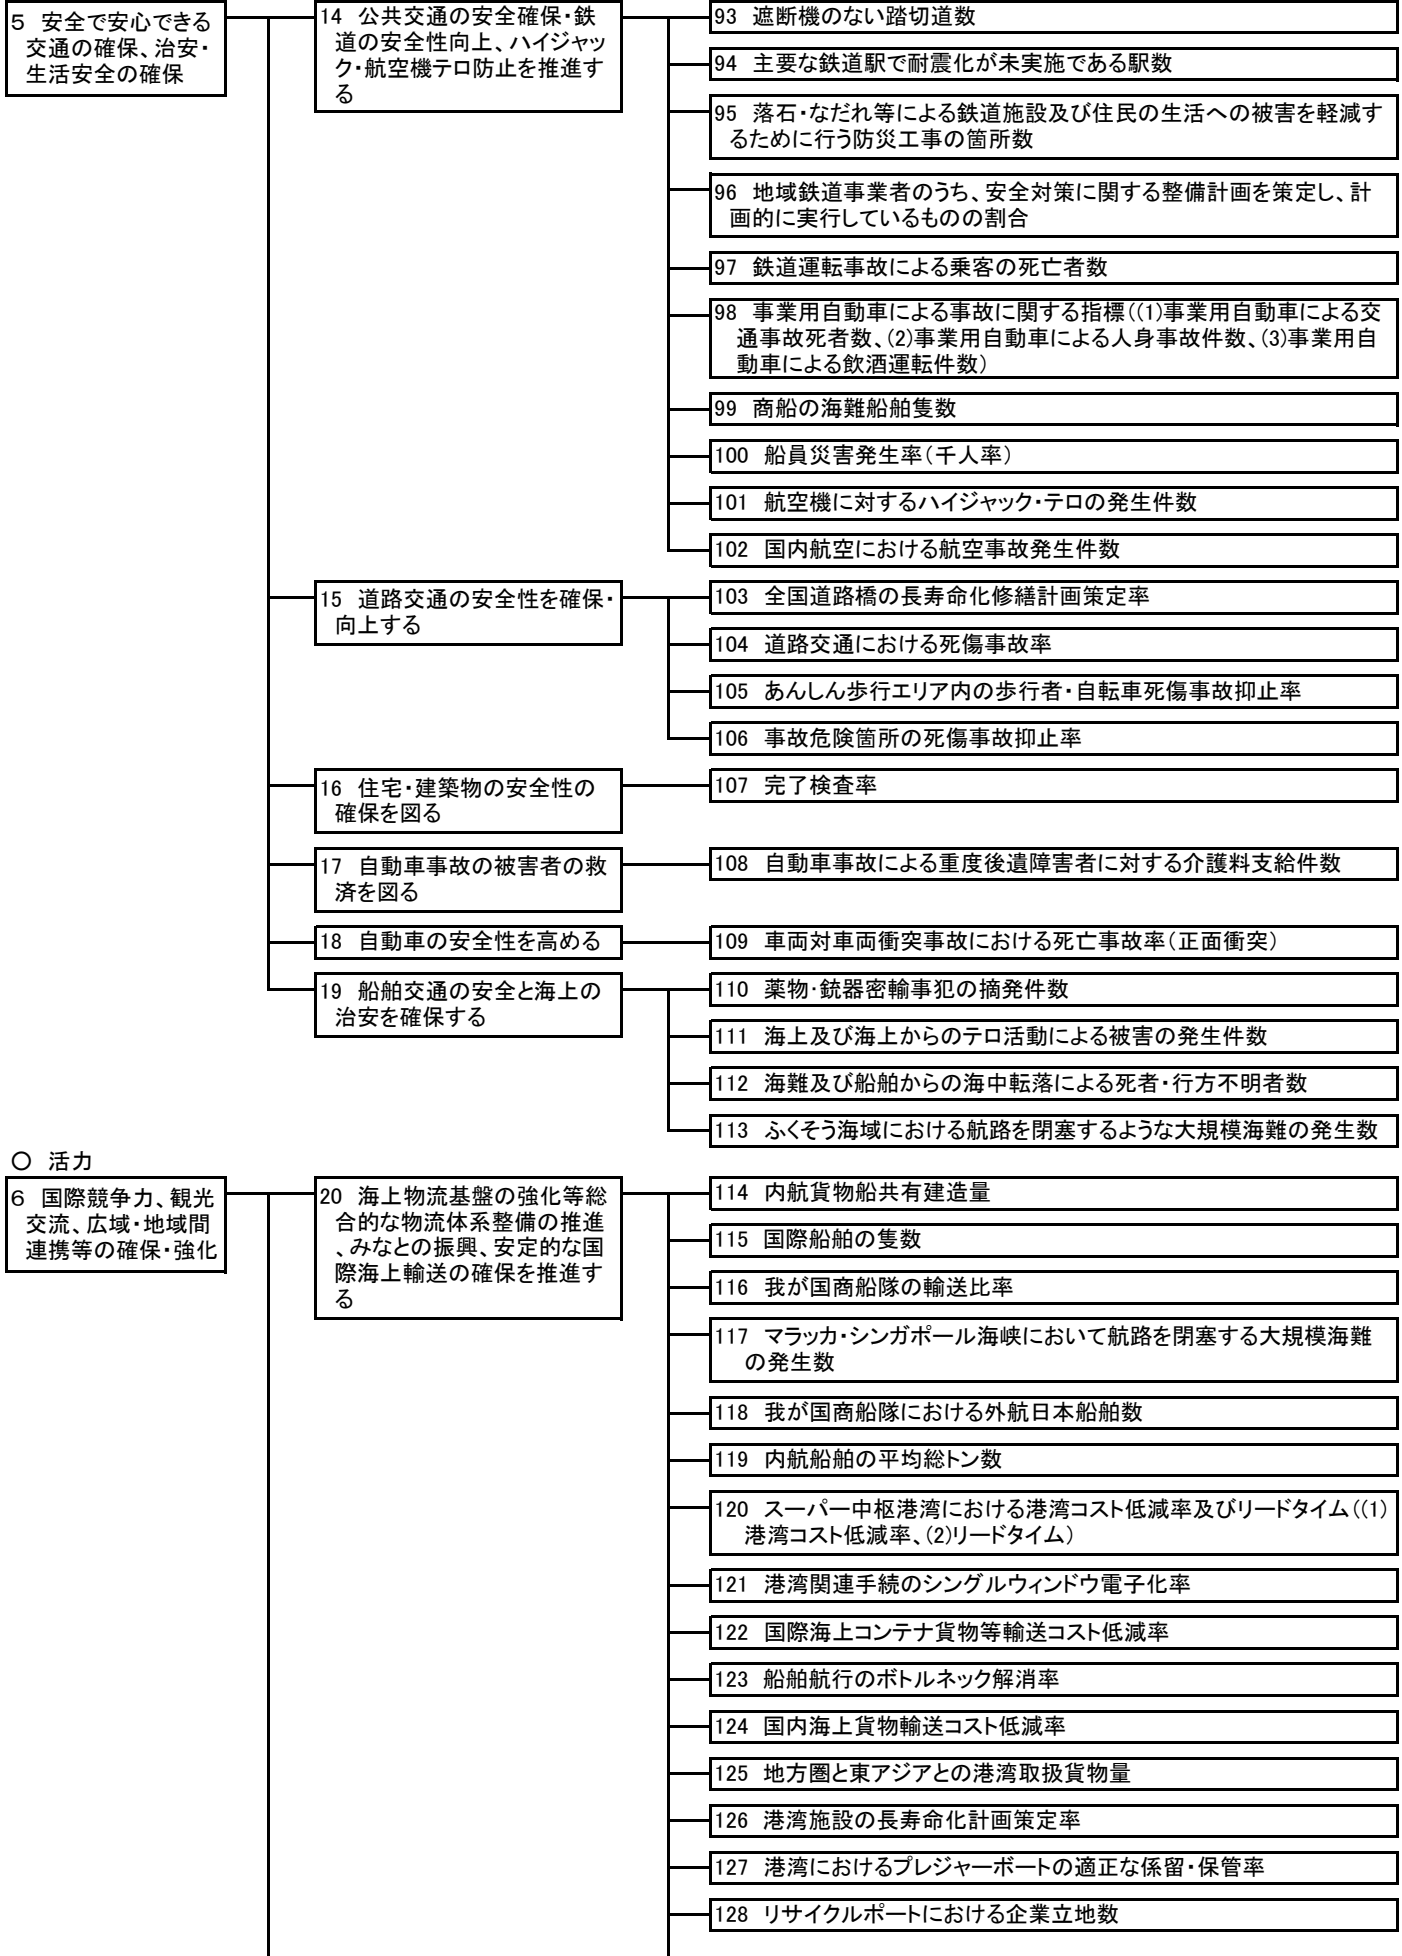 5 安全で安心できる
交通の確保、治安・
生活安全の確保
14 公共交通の安全確保・鉄
道の安全性向上、ハイジャッ
ク・航空機テロ防止を推進す
る
93 遮断機のない踏切道数
94 主要な鉄道駅で耐震化が未実施である駅数
95 落石・なだれ等による鉄道施設及び住民の生活への被害を軽減す
るために行う防災工事の箇所数
96 地域鉄道事業者のうち、安全対策に関する整備計画を策定し、計
画的に実行しているものの割合
97 鉄道運転事故による乗客の死亡者数
98 事業用自動車による事故に関する指標((1)事業用自動車による交
通事故死者数、(2)事業用自動車による人身事故件数、(3)事業用自
動車による飲酒運転件数)
99 商船の海難船舶隻数
100 船員災害発生率(千人率)
101 航空機に対するハイジャック・テロの発生件数
102 国内航空における航空事故発生件数
15 道路交通の安全性を確保・
向上する
103 全国道路橋の長寿命化修繕計画策定率
104 道路交通における死傷事故率
105 あんしん歩行エリア内の歩行者・自転車死傷事故抑止率
106 事故危険箇所の死傷事故抑止率
16 住宅・建築物の安全性の
確保を図る
107 完了検査率
17 自動車事故の被害者の救
済を図る
108 自動車事故による重度後遺障害者に対する介護料支給件数
18 自動車の安全性を高める
109 車両対車両衝突事故における死亡事故率(正面衝突)
19 船舶交通の安全と海上の
治安を確保する
110 薬物・銃器密輸事犯の摘発件数
111 海上及び海上からのテロ活動による被害の発生件数
112 海難及び船舶からの海中転落による死者・行方不明者数
113 ふくそう海域における航路を閉塞するような大規模海難の発生数
○ 活力
6 国際競争力、観光
交流、広域・地域間
連携等の確保・強化
20 海上物流基盤の強化等総
合的な物流体系整備の推進
、みなとの振興、安定的な国
際海上輸送の確保を推進す
る
114 内航貨物船共有建造量
115 国際船舶の隻数
116 我が国商船隊の輸送比率
117 マラッカ・シンガポール海峡において航路を閉塞する大規模海難
の発生数
118 我が国商船隊における外航日本船舶数
119 内航船舶の平均総トン数
120 スーパー中枢港湾における港湾コスト低減率及びリードタイム((1)
港湾コスト低減率、(2)リードタイム)
121 港湾関連手続のシングルウィンドウ電子化率
122 国際海上コンテナ貨物等輸送コスト低減率
123 船舶航行のボトルネック解消率
124 国内海上貨物輸送コスト低減率
125 地方圏と東アジアとの港湾取扱貨物量
126 港湾施設の長寿命化計画策定率
127 港湾におけるプレジャーボートの適正な係留・保管率
128 リサイクルポートにおける企業立地数